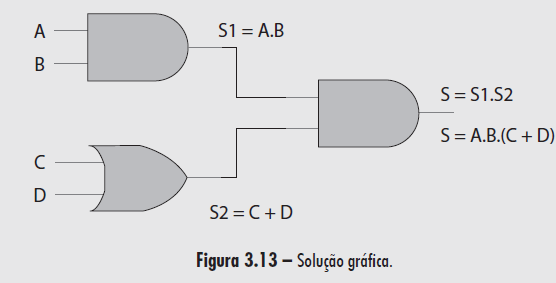 A
S1 = A.B
B
S = S1.S2
S = A.B.(C + D)
C
D
S2 = C + D
Figura 3.13 – Solução gráfica.